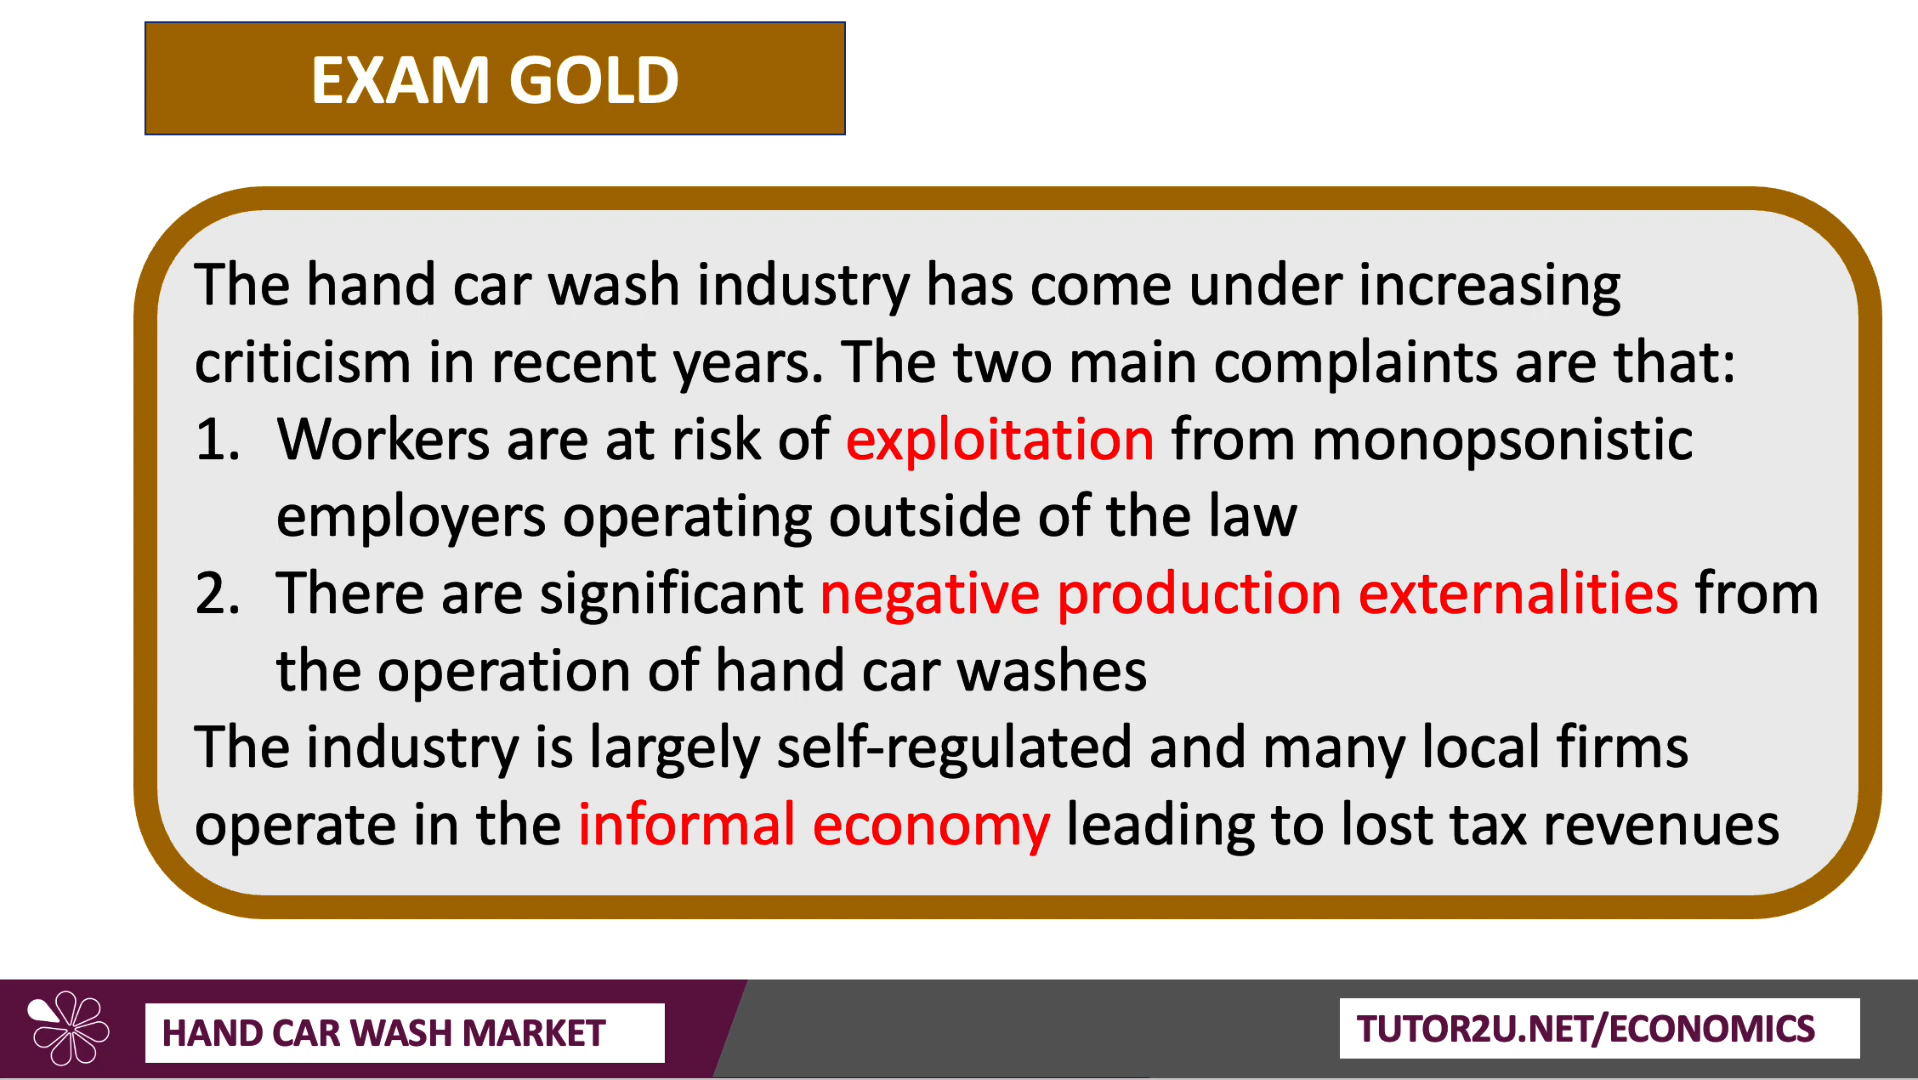 EXAM GOLD
The hand car wash industry has come under increasing
criticism in recent years. The two main complaints are that:
1. Workers are at risk of exploitation from monopsonistic
employers operating outside of the law
2. There are significant negative production externalities from
the operation of hand car washes
The industry is largely self-regulated and many local firms
operate in the informal economy leading to lost tax revenues
HAND CAR WASH MARKET
TUTOR2U.NET/ECONOMICS